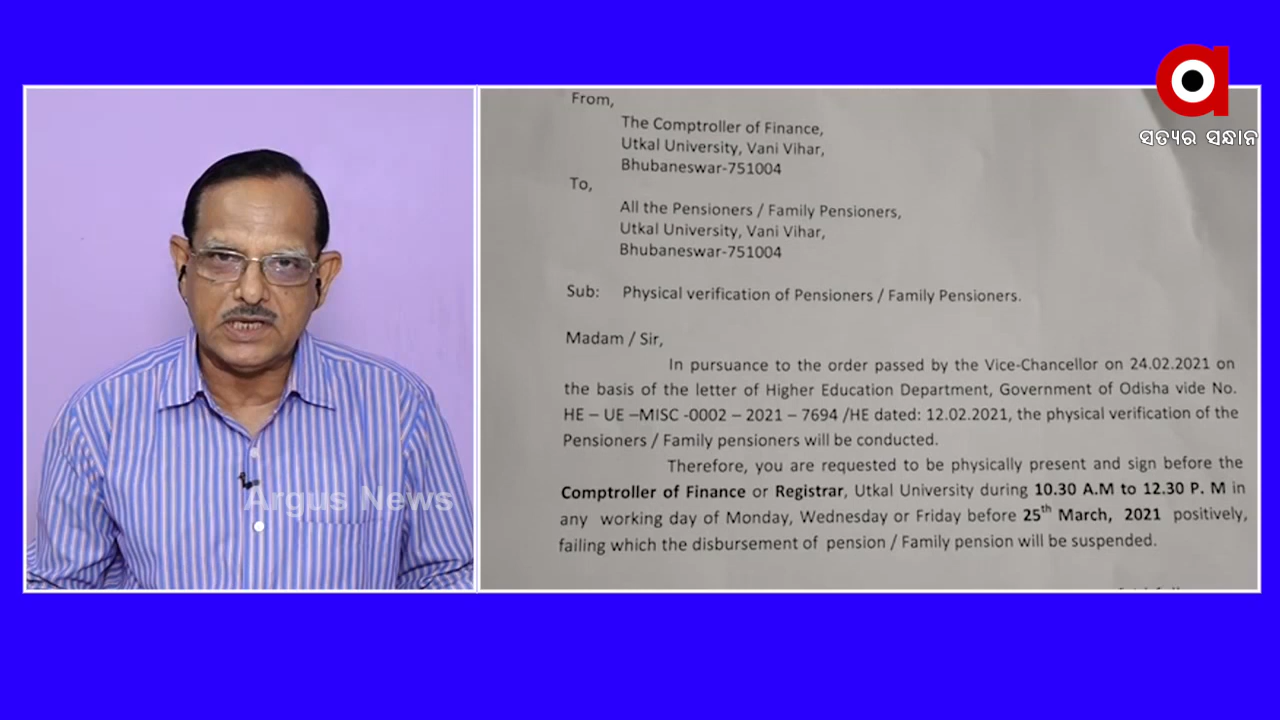 ସତ୍ୟର ସନ୍ଧାନ
From,
The Comptroller of Finance,
Utkal University, Vani Vihar,
Bhubaneswar-751004
To,
All the Pensioners / Family Pensioners,
Utkal University, Vani Vihar,
Bhubaneswar-751004
Sub: Physical verification of Pensioners / Family Pensioners.
Madam / Sir,
In pursuance to the order passed by the Vice-Chancellor on 24.02.2021 on
the basis of the letter of Higher Education Department, Government of Odisha vide No.
HE – UE –MISC -0002 – 2021 – 7694 /HE dated: 12.02.2021, the physical verification of the
Pensioners / Family pensioners will be conducted.
Therefore, you are requested to be physically present and sign before the
Comptroller of Finance or Registrar, Utkal University during 10.30 A.M to 12.30 P. M in
any working day of Monday, Wednesday or Friday before 25th March, 2021 positively,
failing which the disbursement of pension / Family pension will be suspended.
Argus News